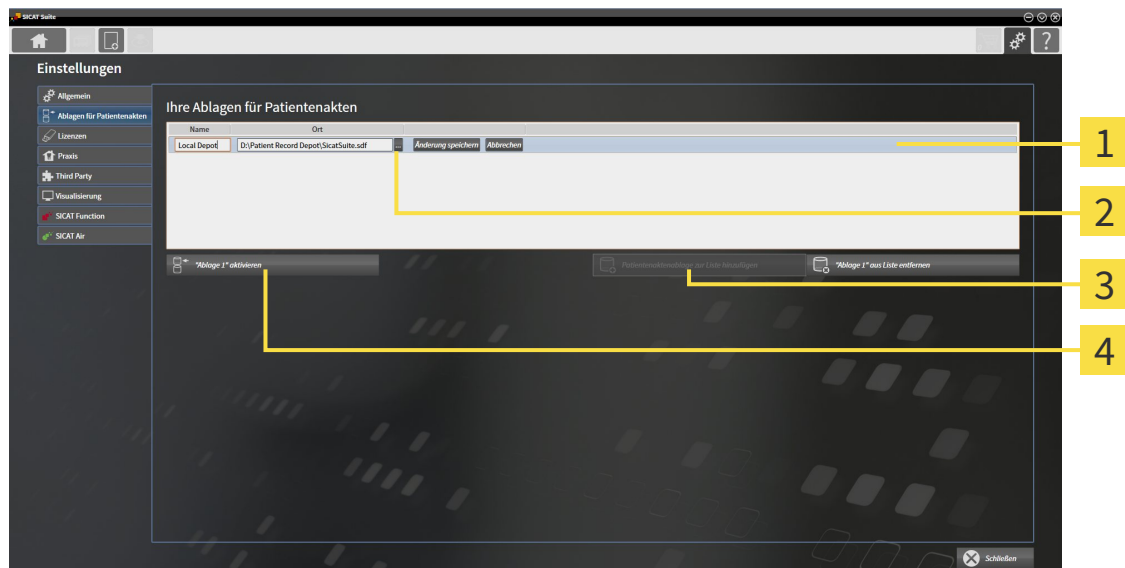 SICAT Suite
?
Einstellungen
Allgemein
Ablagen für Patientenakten
Lizenzen
Praxis
Third Party
Visualisierung
SICAT Function
SICAT Air
Ihre Ablagen für Patientenakten
Name Ort
Local Depot D:\Patient Record Depot\SicatSuite.sdf ... Änderung speichern Abbrechen
"Ablage 1" aktivieren
Patientenaktenablage zur Liste hinzufügen
"Ablage 1" aus Liste entfernen
Schließen
1
2
3
4